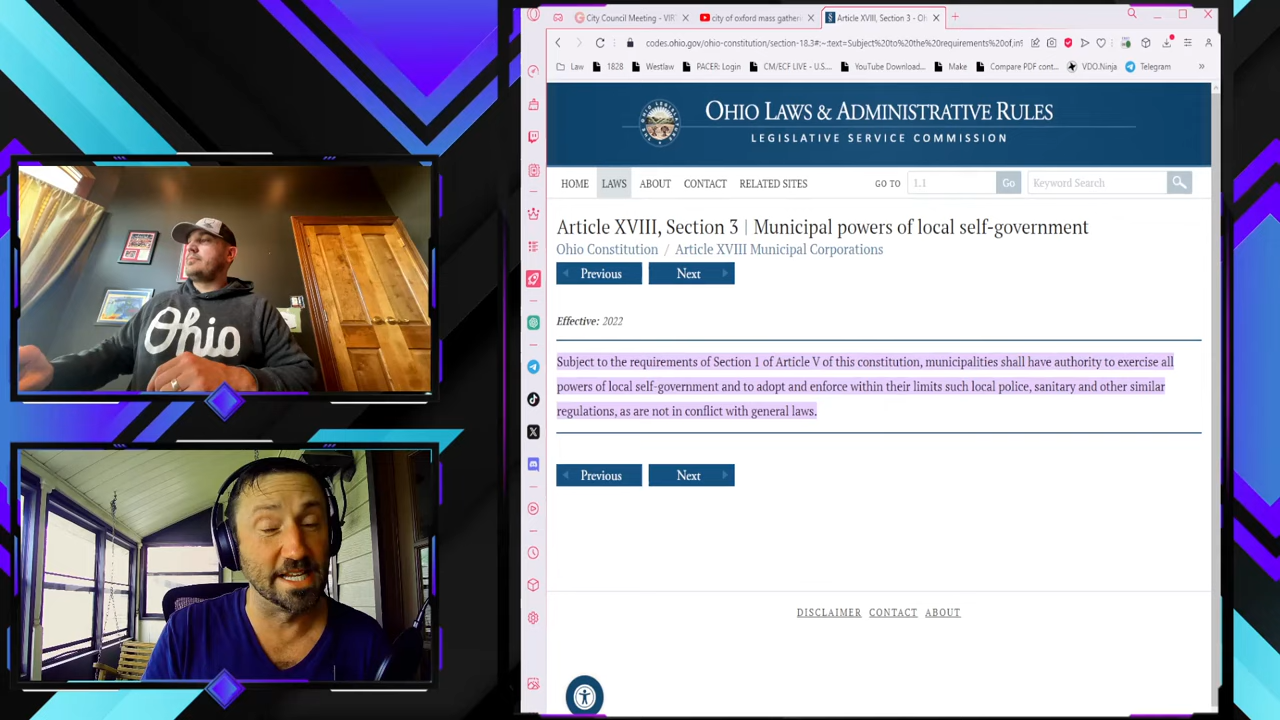 City Council Meeting - VIR
city of oxford mass gather
Article XVIII, Section 3 - Oh
codes.ohio.gov/ohio-constitution/section-18.3#:~:text=Subject%20to%20the%20requirements%20of,in
Law
1828
Westlaw
PACER: Login
CM/ECF LIVE - U.S....
YouTube Download...
Make
Compare PDF cont...
VDO.Ninja
Telegram
OHIO LAWS & ADMINISTRATIVE RULES
LEGISLATIVE SERVICE COMMISSION
HOME LAWS ABOUT CONTACT RELATED SITES GO TO 1.1 Go Keyword Search
Article XVIII, Section 3 | Municipal powers of local self-government
Ohio Constitution / Article XVIII Municipal Corporations
Previous Next
Effective: 2022
Subject to the requirements of Section 1 of Article V of this constitution, municipalities shall have authority to exercise all
powers of local self-government and to adopt and enforce within their limits such local police, sanitary and other similar
regulations, as are not in conflict with general laws.
Previous Next
DISCLAIMER CONTACT ABOUT
Ohio